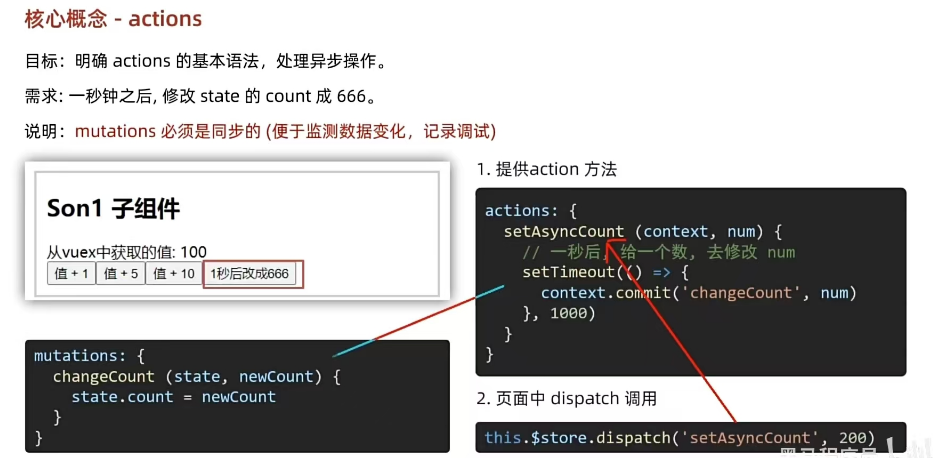 核心概念 - actions
目标：明确 actions 的基本语法，处理异步操作。
需求: 一秒钟之后, 修改 state 的 count 成 666。
说明：mutations 必须是同步的 (便于监测数据变化，记录调试)
Son1 子组件
从vuex中获取的值: 100
值 + 1 值 + 5 值 + 10 1秒后改成666
mutations: {
changeCount (state, newCount) {
state.count = newCount
}
}
1. 提供action 方法
actions: {
setAsyncCount (context, num) {
// 一秒后, 给一个数, 去修改 num
setTimeout(() => {
context.commit('changeCount', num)
}, 1000)
}
}
2. 页面中 dispatch 调用
this.$store.dispatch('setAsyncCount', 200)